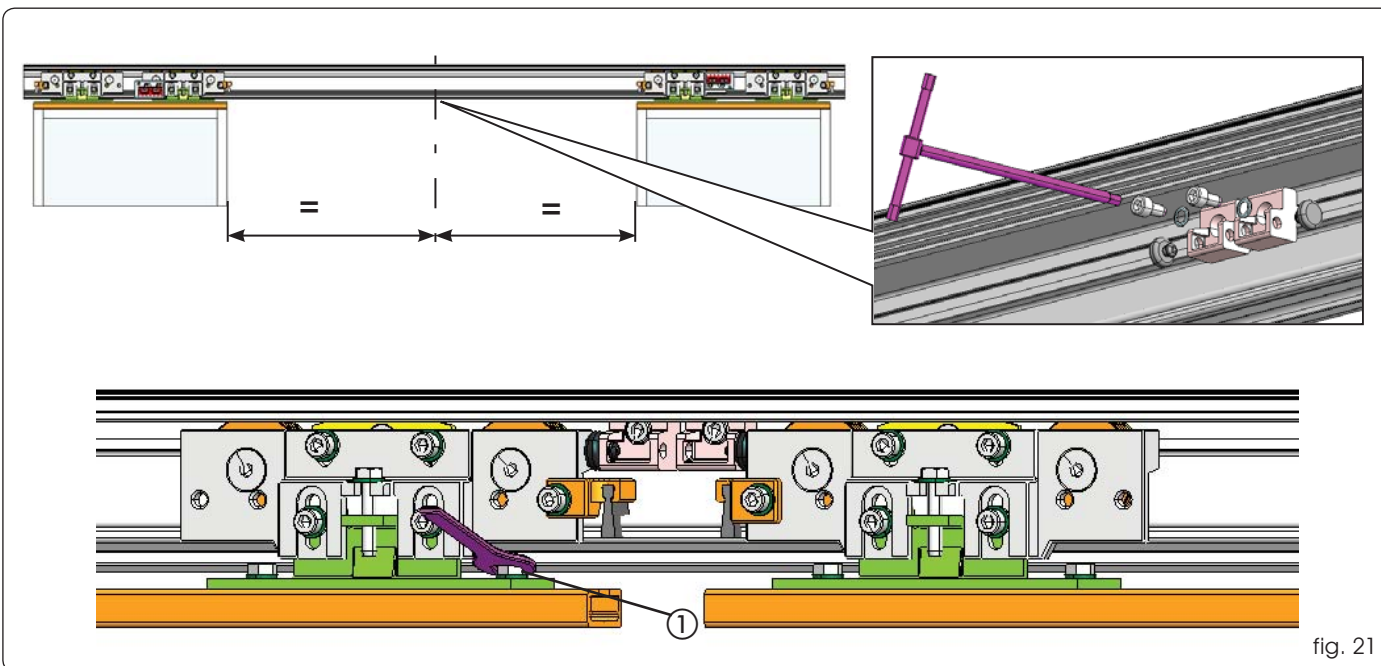 = =
1
fig. 21